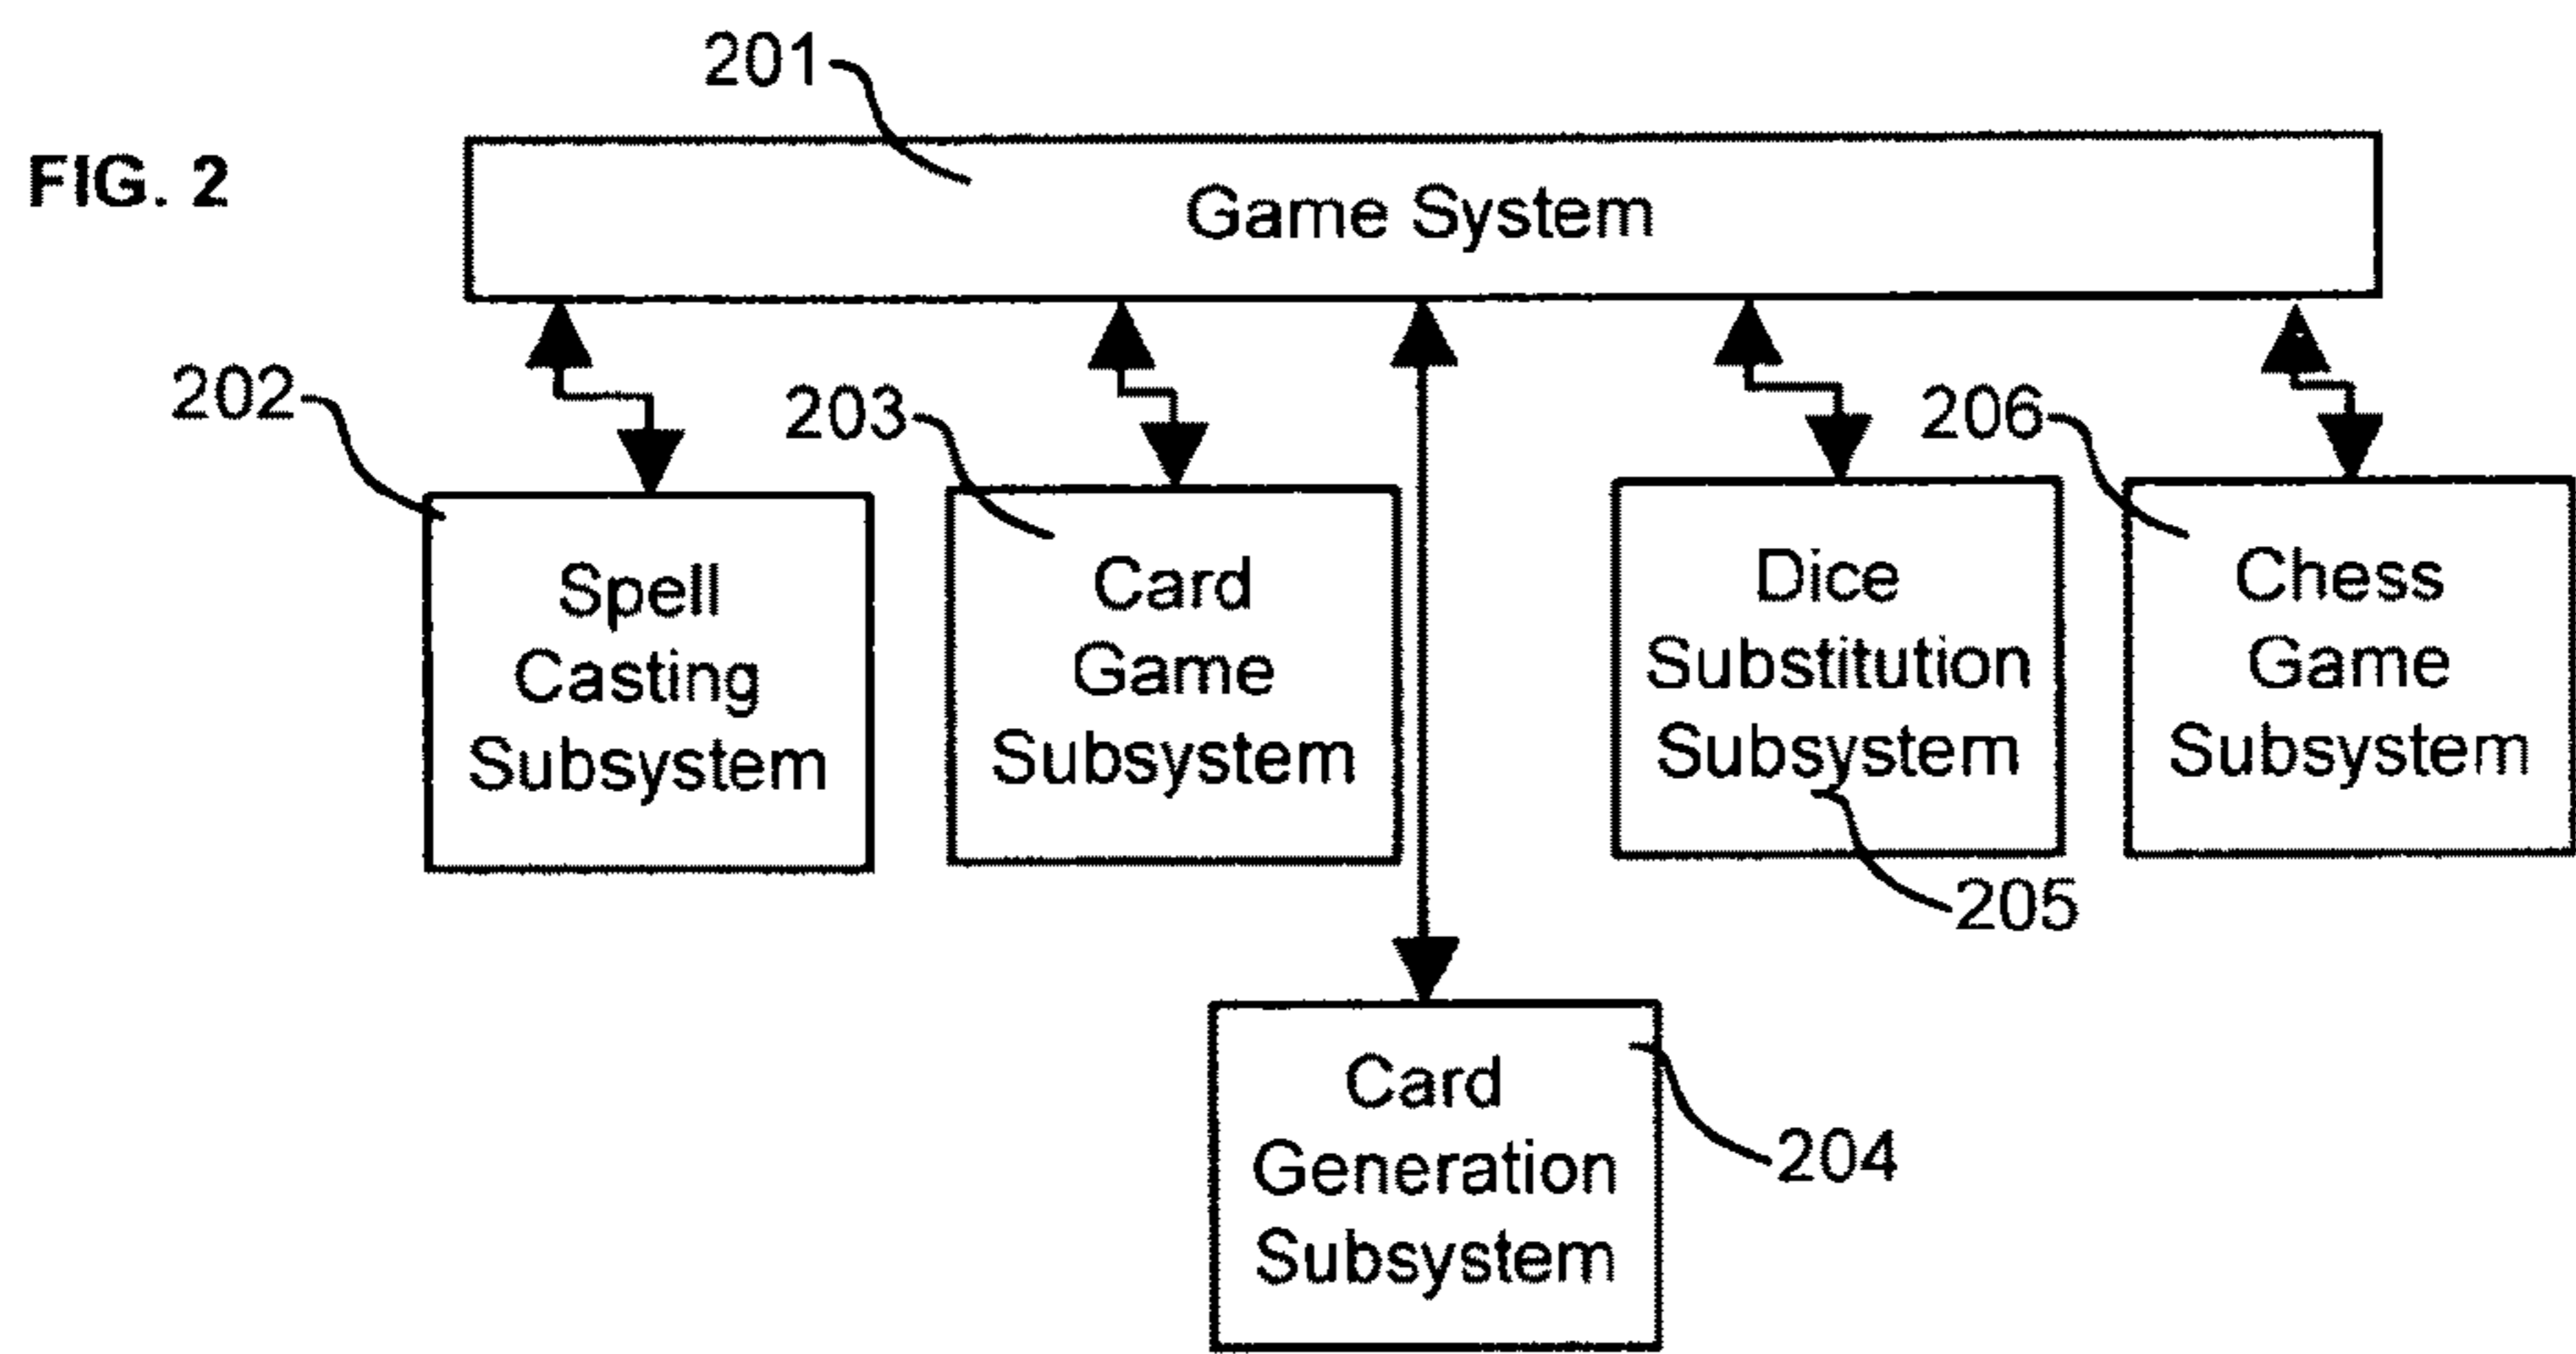 201
FIG. 2
Game System
202
203
206
Spell
Casting
Subsystem
Card
Game
Subsystem
Dice
Substitution
Subsystem
Chess
Game
Subsystem
205
Card
Generation
Subsystem
204